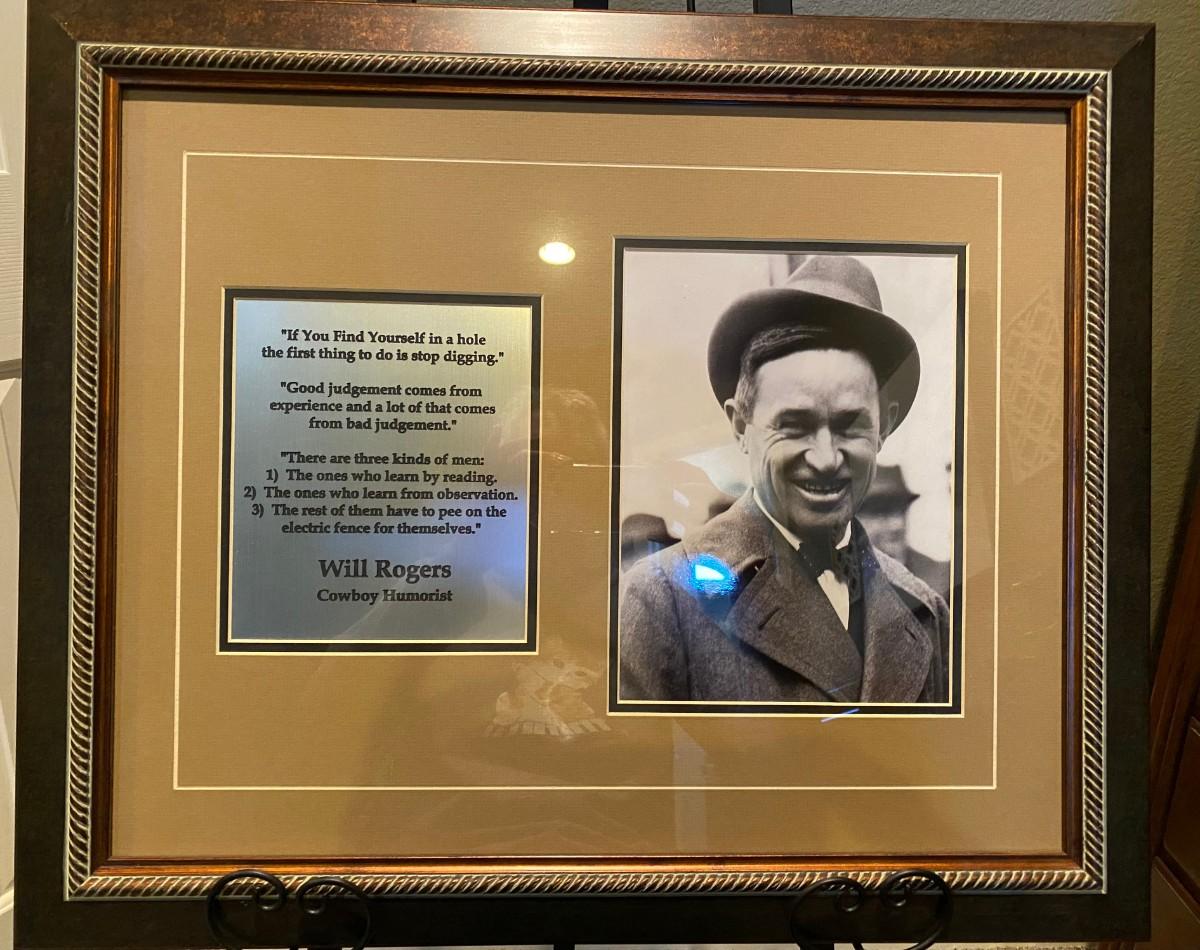 "If You Find Yourself in a hole
the first thing to do is stop digging."
"Good judgement comes from
experience and a lot of that comes
from bad judgement."
"There are three kinds of men:
1) The ones who learn by reading.
2) The ones who learn from observation.
3) The rest of them have to pee on the
electric fence for themselves."
Will Rogers
Cowboy Humorist